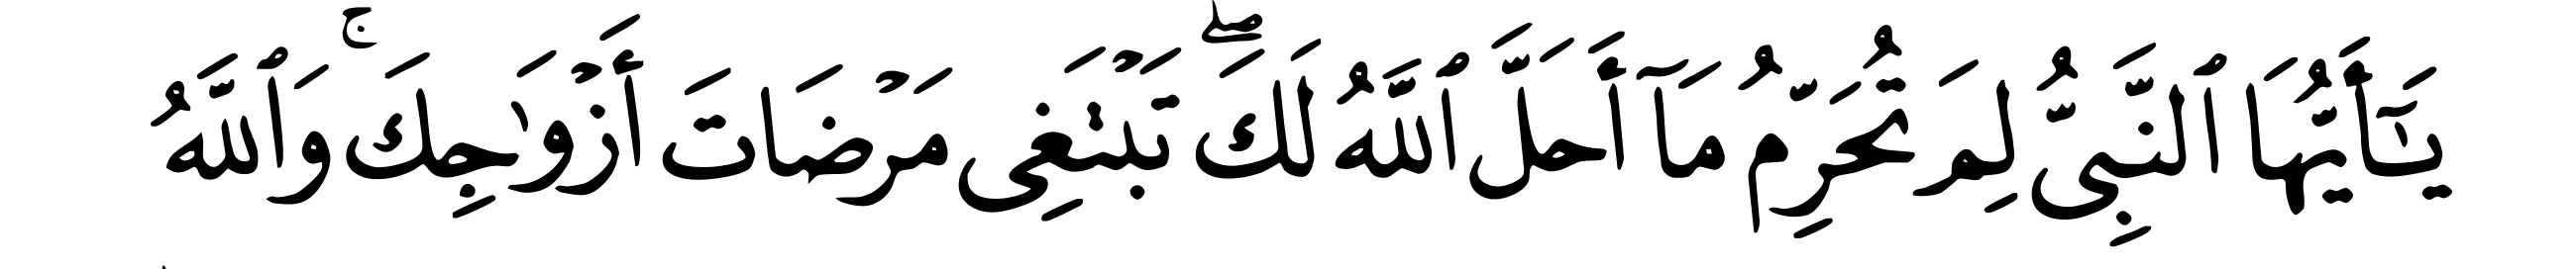 يَـٰٓأَيُّهَا ٱلنَّبِىُّ لِمَ تُحَرِّمُ مَآ أَحَلَّ ٱللَّهُ لَكَ ۖ تَبْتَغِى مَرْضَاتَ أَزْوَٰجِكَ ۚ وَٱللَّهُ